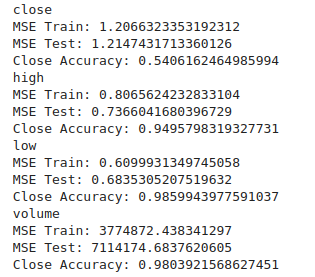 close
MSE Train: 1.2066323353192312
MSE Test: 1.2147431713360126
Close Accuracy: 0.5406162464985994
high
MSE Train: 0.8065624232833104
MSE Test: 0.7366041680396729
Close Accuracy: 0.9495798319327731
low
MSE Train: 0.6099931349745058
MSE Test: 0.6835305207519632
Close Accuracy: 0.9859943977591037
volume
MSE Train: 3774872.438341297
MSE Test: 7114174.6837620605
Close Accuracy: 0.9803921568627451